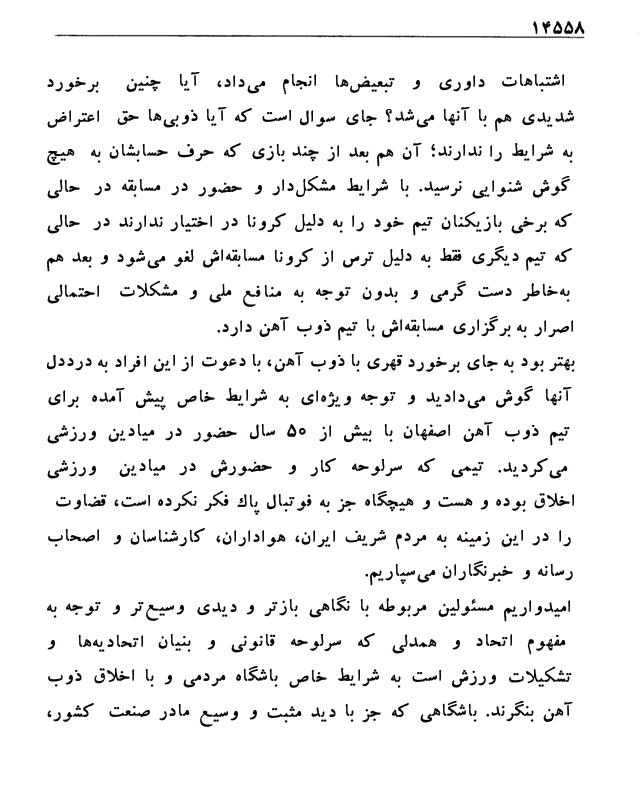 ۱۴۵۵۸
اشتباهات داوری و تبعیض‌ها انجام می‌داد، آیا چنین برخورد
شدیدی هم با آنها می‌شد؟ جای سوال است که آیا ذوبی‌ها حق اعتراض
به شرایط را ندارند؛ آن هم بعد از چند بازی که حرف حسابشان به هیچ
گوش شنوایی نرسید. با شرایط مشکل‌دار و حضور در مسابقه در حالی
که برخی بازیکنان تیم خود را به دلیل کرونا در اختیار ندارند در حالی
که تیم دیگری فقط به دلیل ترس از کرونا مسابقه‌اش لغو می‌شود و بعد هم
به‌خاطر دست گرمی و بدون توجه به منافع ملی و مشکلات احتمالی
اصرار به برگزاری مسابقه‌اش با تیم ذوب آهن دارد.
بهتر بود به جای برخورد قهری با ذوب آهن، با دعوت از این افراد به درددل
آنها گوش می‌دادید و توجه ویژه‌ای به شرایط خاص پیش آمده برای
تیم ذوب آهن اصفهان با بیش از ۵۰ سال حضور در میادین ورزشی
می‌کردید. تیمی که سرلوحه کار و حضورش در میادین ورزشی
اخلاق بوده و هست و هیچگاه جز به فوتبال پاك فکر نکرده است، قضاوت
را در این زمینه به مردم شریف ایران، هواداران، کارشناسان و اصحاب
رسانه و خبرنگاران می‌سپاریم.
امیدواریم مسئولین مربوطه با نگاهی بازتر و دیدی وسیع‌تر و توجه به
مفهوم اتحاد و همدلی که سرلوحه قانونی و بنیان اتحادیه‌ها و
تشکیلات ورزش است به شرایط خاص باشگاه مردمی و با اخلاق ذوب
آهن بنگرند. باشگاهی که جز با دید مثبت و وسیع مادر صنعت کشور،